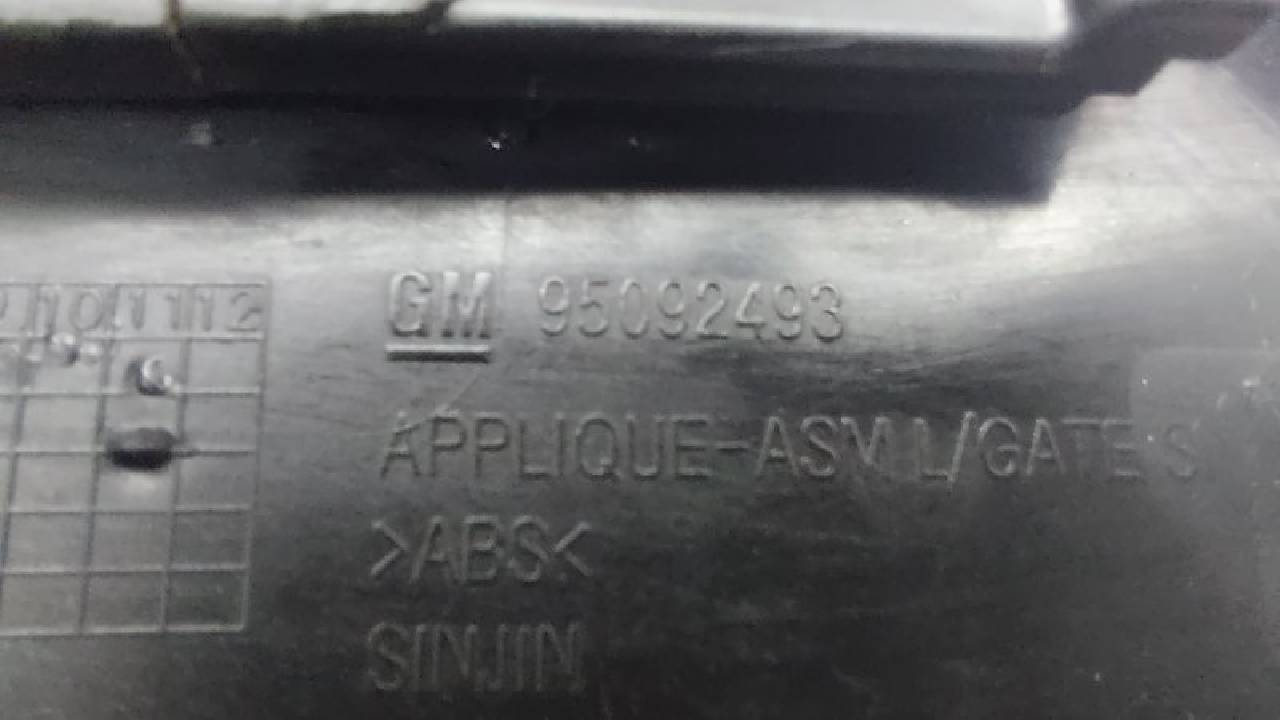 10 11 12
GM 95092493
APPLIQUE-ASM L/GATE S
>ABS<
SINJIN